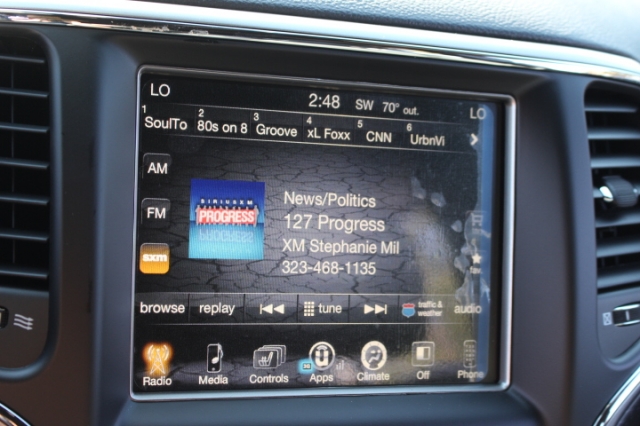 LO 2:48 SW 70° out. LO
1 SoulTo 2 80s on 8 3 Groove 4 xL Foxx 5 CNN 6 UrbnVi
AM
FM
sxm
SIRIUSXM
PROGRESS
News/Politics
127 Progress
XM Stephanie Mil
323-468-1135
browse replay tune traffic & weather audio
Radio Media Controls Apps Climate Off Phone